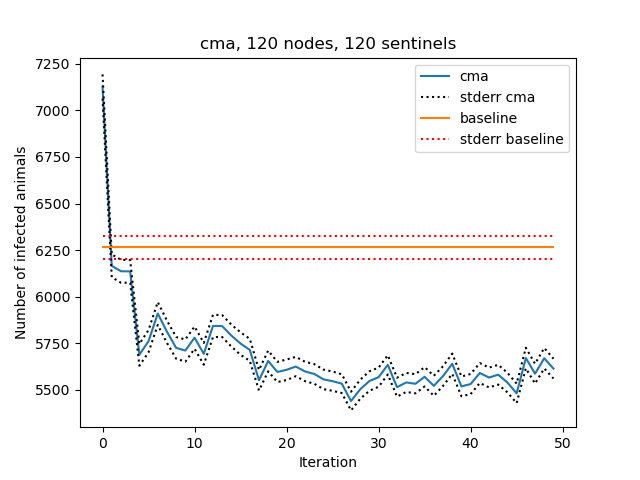 cma, 120 nodes, 120 sentinels
7250
7000
6750
6500
6250
6000
5750
5500
Number of infected animals
cma
stderr cma
baseline
stderr baseline
0
10
20
30
40
50
Iteration